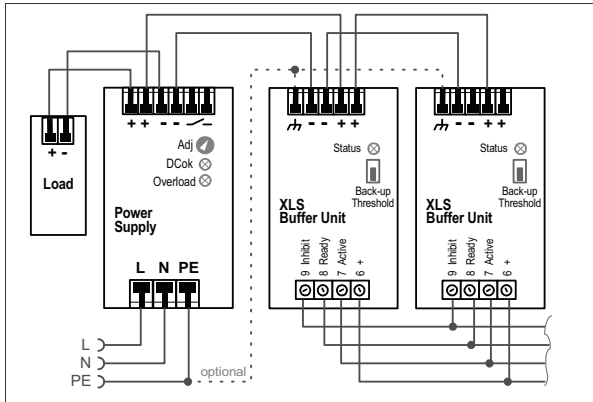 + + - -
- - + +
- - + +
+ -
Load
Adj
DCok
Overload
Power
Supply
L N PE
Status
Back-up
Threshold
XLS
Buffer Unit
9 Inhibit
8 Ready
7 Active
6 +
Status
Back-up
Threshold
XLS
Buffer Unit
9 Inhibit
8 Ready
7 Active
6 +
L
N
PE
optional